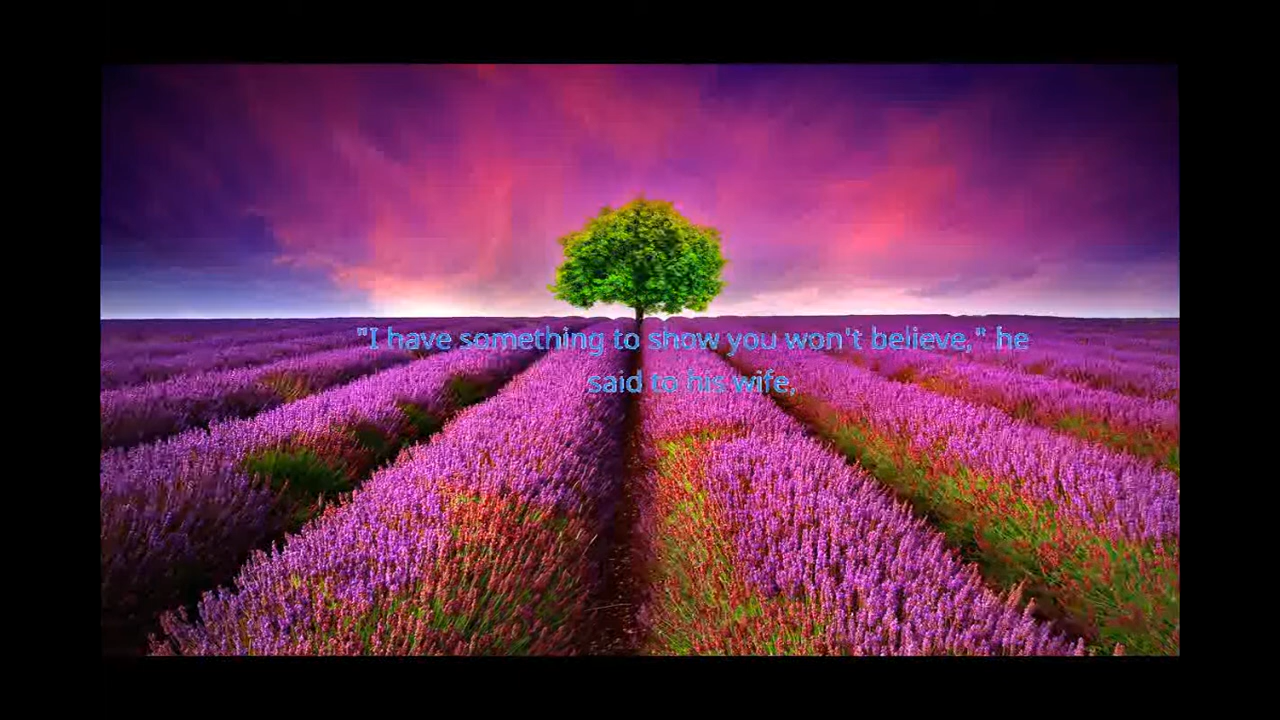 "I have something to show you won't believe," he
said to his wife.